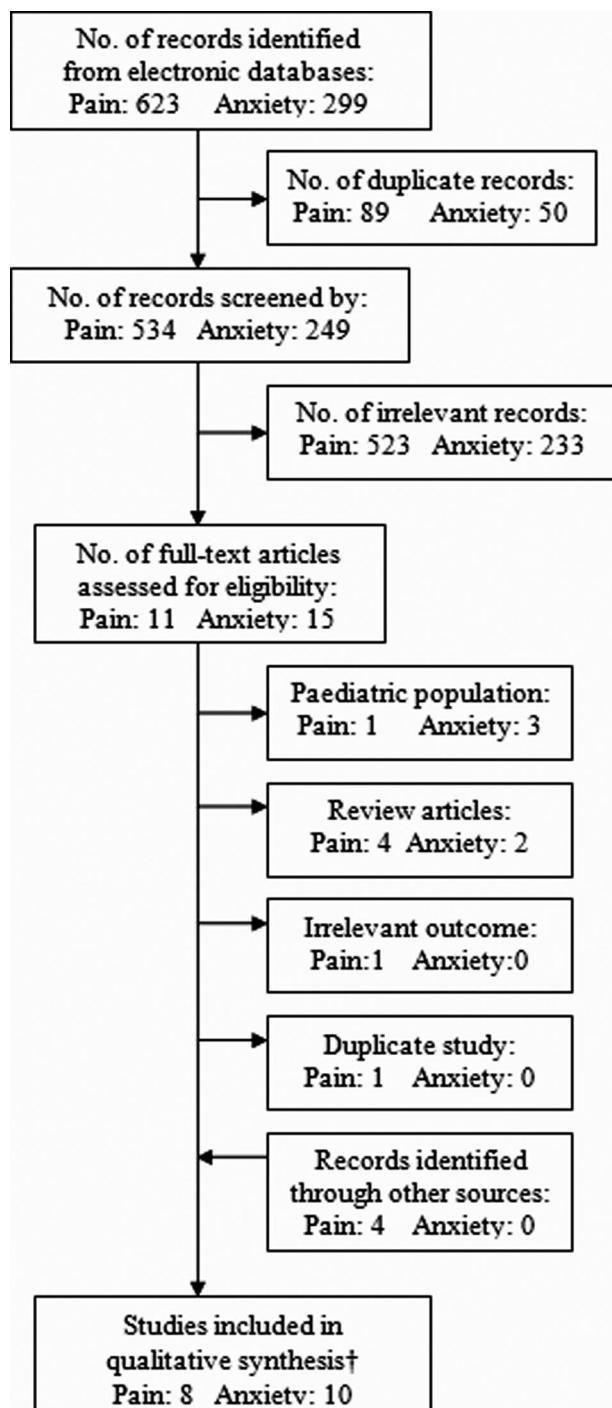 No. of records identified
from electronic databases:
Pain: 623 Anxiety: 299
No. of duplicate records:
Pain: 89 Anxiety: 50
No. of records screened by:
Pain: 534 Anxiety: 249
No. of irrelevant records:
Pain: 523 Anxiety: 233
No. of full-text articles
assessed for eligibility:
Pain: 11 Anxiety: 15
Paediatric population:
Pain: 1 Anxiety: 3
Review articles:
Pain: 4 Anxiety: 2
Irrelevant outcome:
Pain:1 Anxiety:0
Duplicate study:
Pain: 1 Anxiety: 0
Records identified
through other sources:
Pain: 4 Anxiety: 0
Studies included in
qualitative synthesis†
Pain: 8 Anxiety: 10